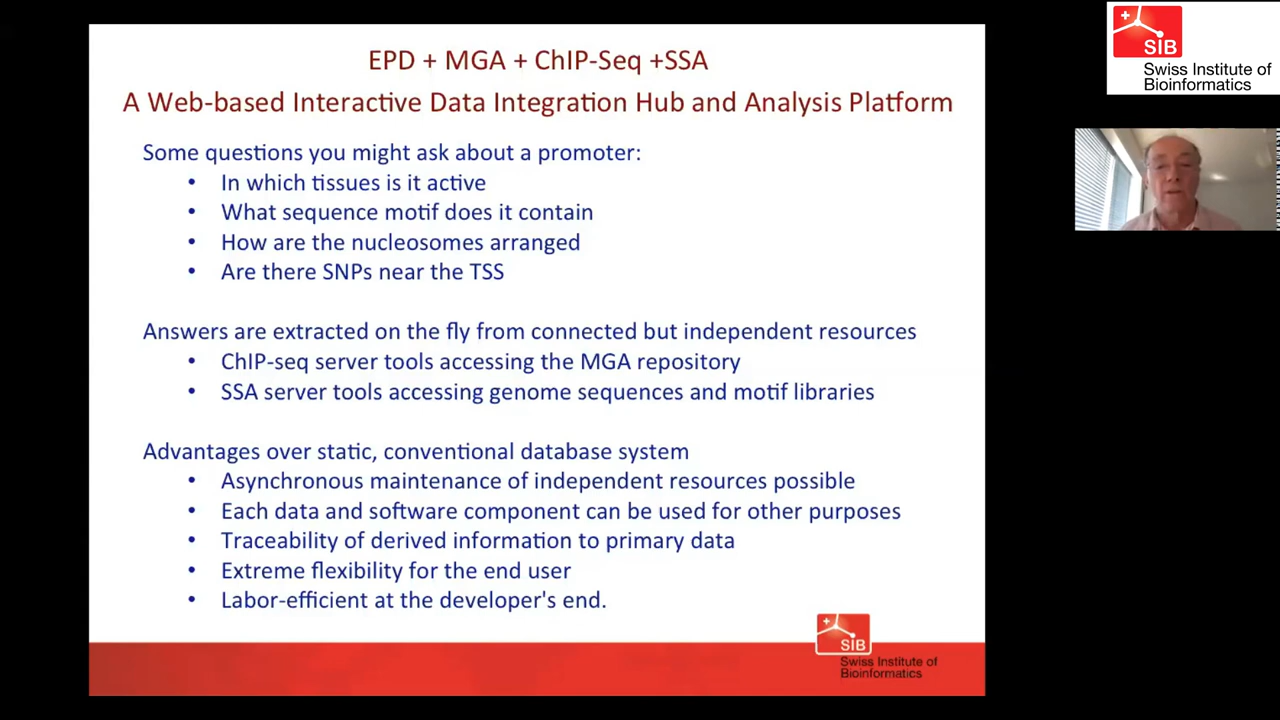 EPD + MGA + ChIP-Seq +SSA
A Web-based Interactive Data Integration Hub and Analysis Platform
Some questions you might ask about a promoter:
• In which tissues is it active
• What sequence motif does it contain
• How are the nucleosomes arranged
• Are there SNPs near the TSS
Answers are extracted on the fly from connected but independent resources
• ChIP-seq server tools accessing the MGA repository
• SSA server tools accessing genome sequences and motif libraries
Advantages over static, conventional database system
• Asynchronous maintenance of independent resources possible
• Each data and software component can be used for other purposes
• Traceability of derived information to primary data
• Extreme flexibility for the end user
• Labor-efficient at the developer's end.
SIB
Swiss Institute of
Bioinformatics
SIB
Swiss Institute of
Bioinformatics